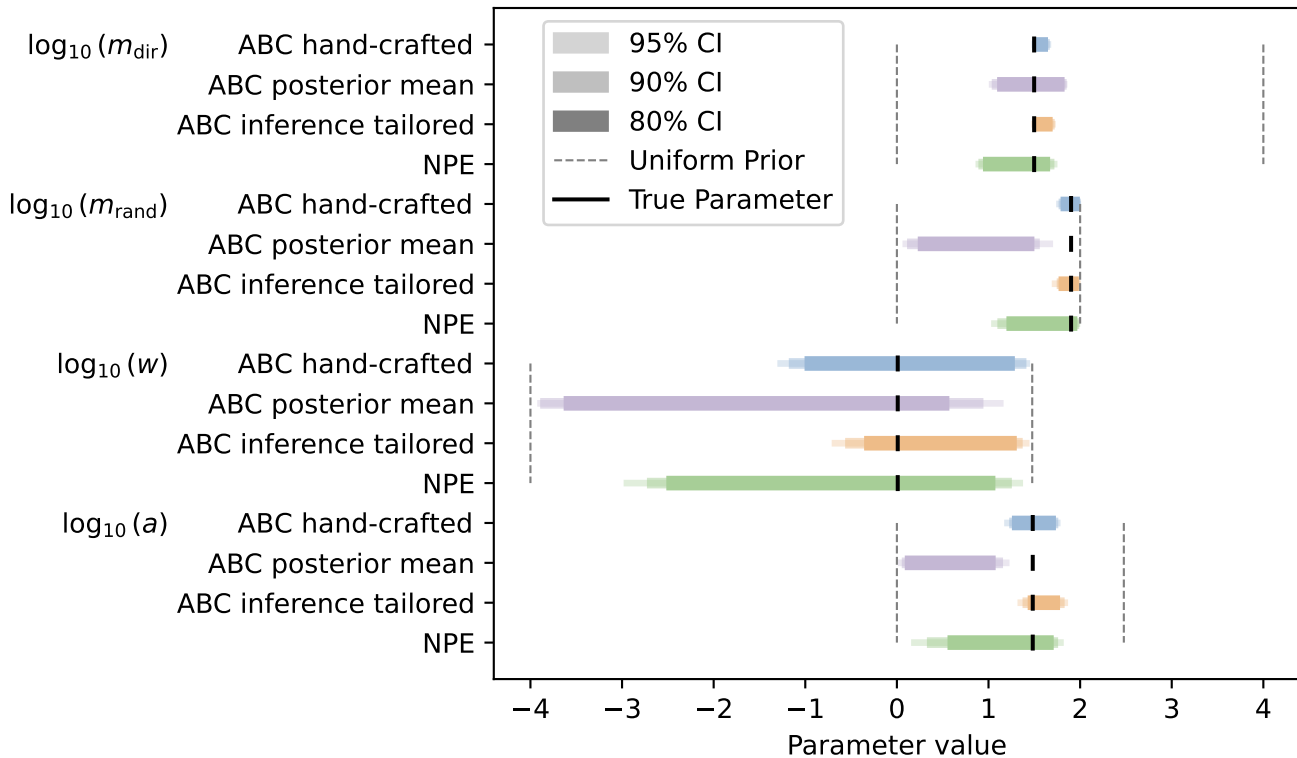 log₁₀ (m_dir) ABC hand-crafted
ABC posterior mean
ABC inference tailored
NPE
log₁₀ (m_rand) ABC hand-crafted
ABC posterior mean
ABC inference tailored
NPE
log₁₀ (w) ABC hand-crafted
ABC posterior mean
ABC inference tailored
NPE
log₁₀ (a) ABC hand-crafted
ABC posterior mean
ABC inference tailored
NPE
95% CI
90% CI
80% CI
Uniform Prior
True Parameter
−4 −3 −2 −1 0 1 2 3 4
Parameter value